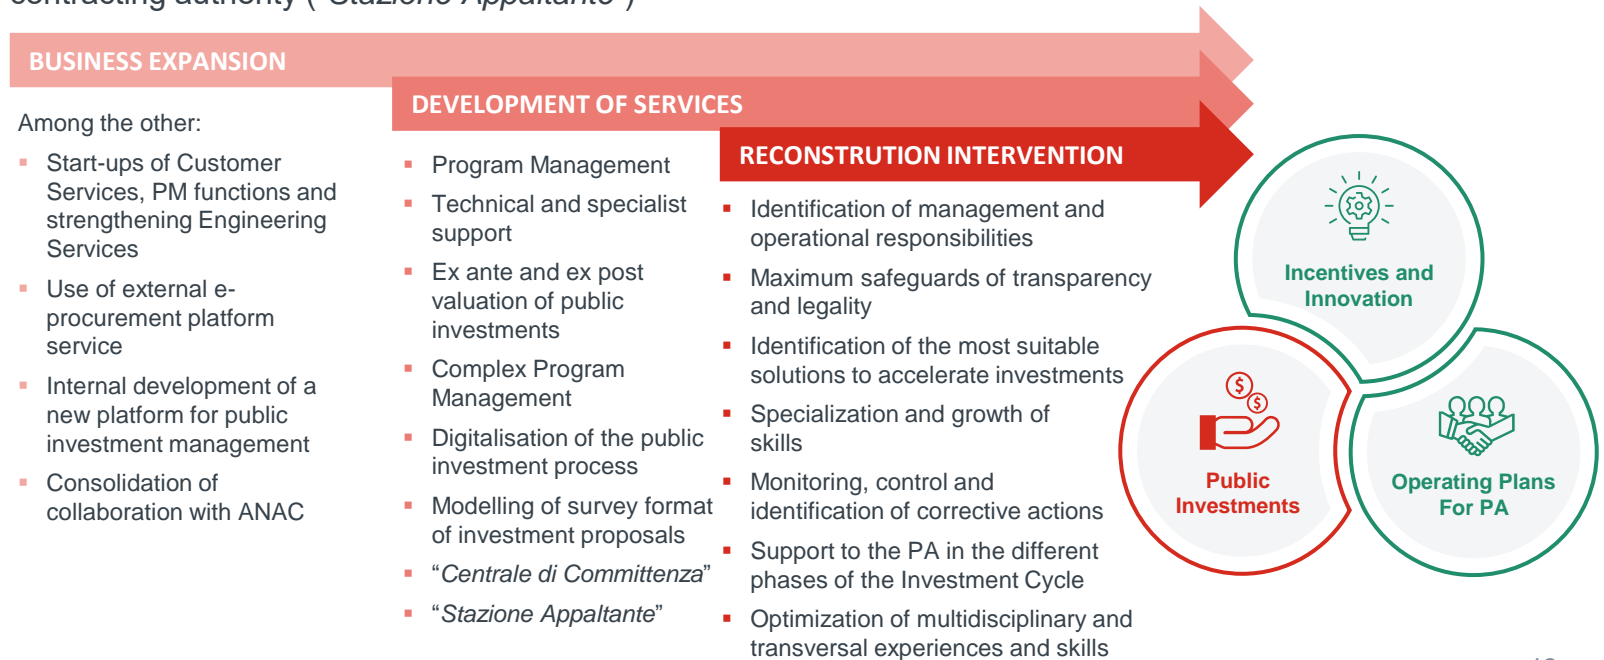 contracting authority ("Stazione Appaltante")
BUSINESS EXPANSION
Among the other:
▪ Start-ups of Customer
Services, PM functions and
strengthening Engineering
Services
▪ Use of external e-
procurement platform
service
▪ Internal development of a
new platform for public
investment management
▪ Consolidation of
collaboration with ANAC
DEVELOPMENT OF SERVICES
▪ Program Management
▪ Technical and specialist
support
▪ Ex ante and ex post
valuation of public
investments
▪ Complex Program
Management
▪ Digitalisation of the public
investment process
▪ Modelling of survey format
of investment proposals
▪ “Centrale di Committenza”
▪ “Stazione Appaltante”
RECONSTRUTION INTERVENTION
▪ Identification of management and
operational responsibilities
▪ Maximum safeguards of transparency
and legality
▪ Identification of the most suitable
solutions to accelerate investments
▪ Specialization and growth of
skills
▪ Monitoring, control and
identification of corrective actions
▪ Support to the PA in the different
phases of the Investment Cycle
▪ Optimization of multidisciplinary and
transversal experiences and skills
Incentives and
Innovation
Public
Investments
Operating Plans
For PA